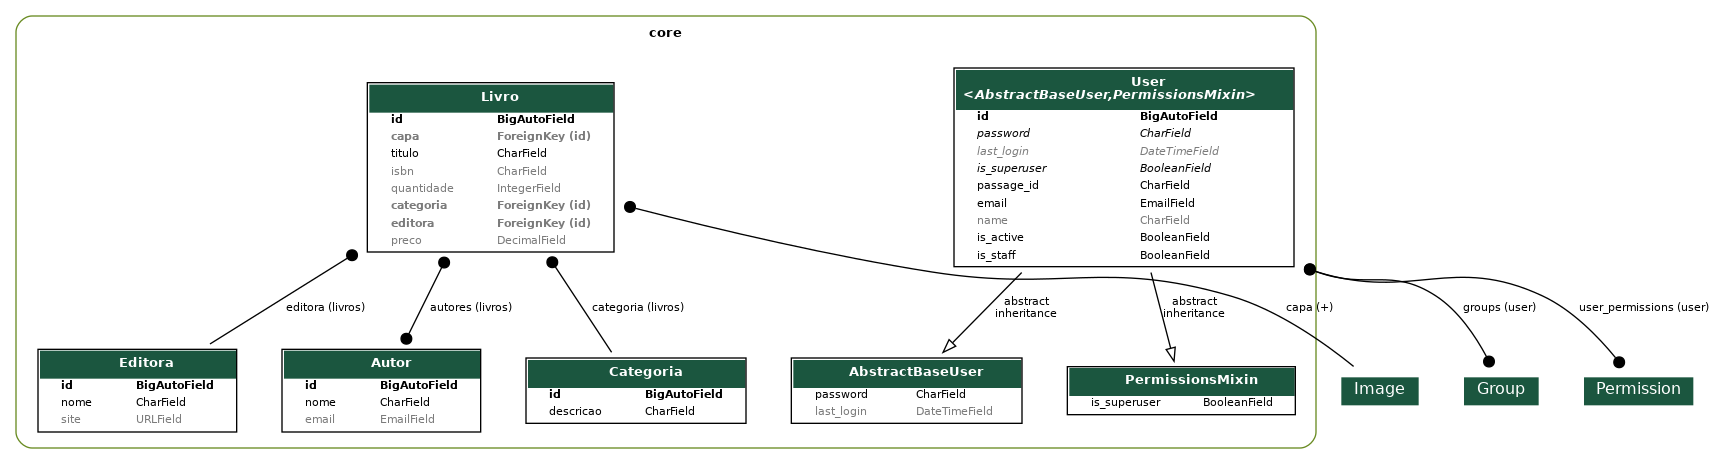 core
Livro
id BigAutoField
capa ForeignKey (id)
titulo CharField
isbn CharField
quantidade IntegerField
categoria ForeignKey (id)
editora ForeignKey (id)
preco DecimalField
User
<AbstractBaseUser,PermissionsMixin>
id BigAutoField
password CharField
last_login DateTimeField
is_superuser BooleanField
passage_id CharField
email EmailField
name CharField
is_active BooleanField
is_staff BooleanField
editora (livros)
autores (livros)
categoria (livros)
abstract
inheritance
abstract
inheritance
capa (+)
groups (user)
user_permissions (user)
Editora
id BigAutoField
nome CharField
site URLField
Autor
id BigAutoField
nome CharField
email EmailField
Categoria
id BigAutoField
descricao CharField
AbstractBaseUser
password CharField
last_login DateTimeField
PermissionsMixin
is_superuser BooleanField
Image
Group
Permission